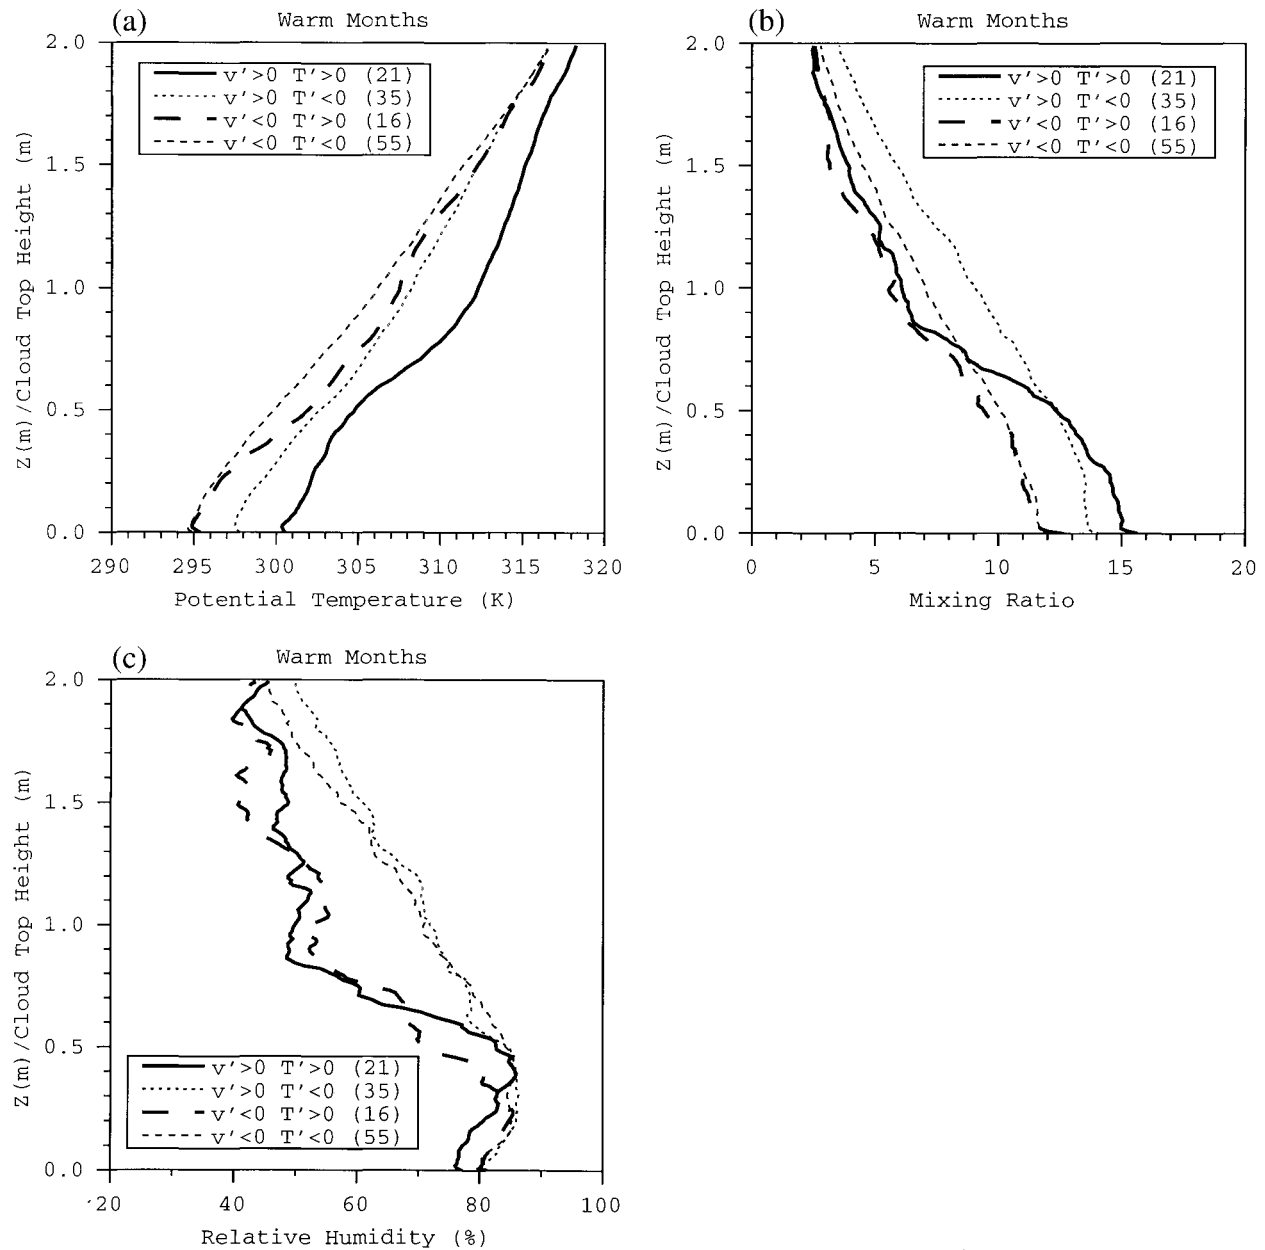 (a) Warm Months
v'>0 T'>0 (21)
v'>0 T'<0 (35)
v'<0 T'>0 (16)
v'<0 T'<0 (55)
Z(m)/Cloud Top Height (m)
2.0
1.5
1.0
0.5
0.0
290 295 300 305 310 315 320
Potential Temperature (K)
(b) Warm Months
v'>0 T'>0 (21)
v'>0 T'<0 (35)
v'<0 T'>0 (16)
v'<0 T'<0 (55)
Z(m)/Cloud Top Height (m)
2.0
1.5
1.0
0.5
0.0
0 5 10 15 20
Mixing Ratio
(c) Warm Months
Z(m)/Cloud Top Height (m)
2.0
1.5
1.0
0.5
0.0
v'>0 T'>0 (21)
v'>0 T'<0 (35)
v'<0 T'>0 (16)
v'<0 T'<0 (55)
20 40 60 80 100
Relative Humidity (%)